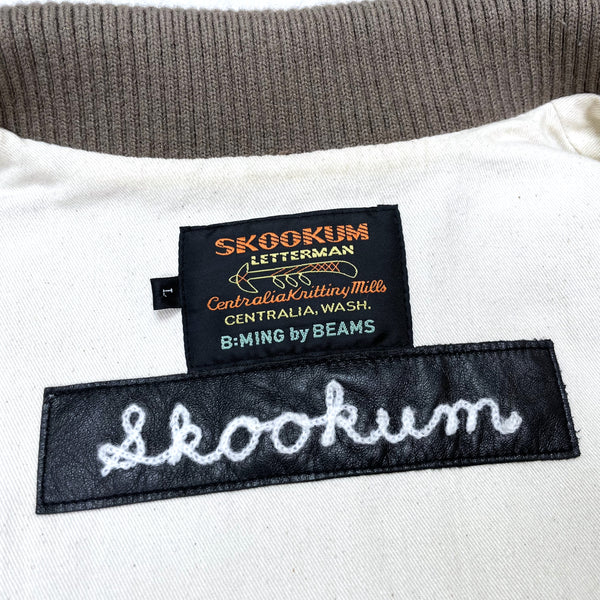 SKOOKUM
LETTERMAN
Centralia Knitting Mills
CENTRALIA, WASH.
B:MING by BEAMS
L
Skookum